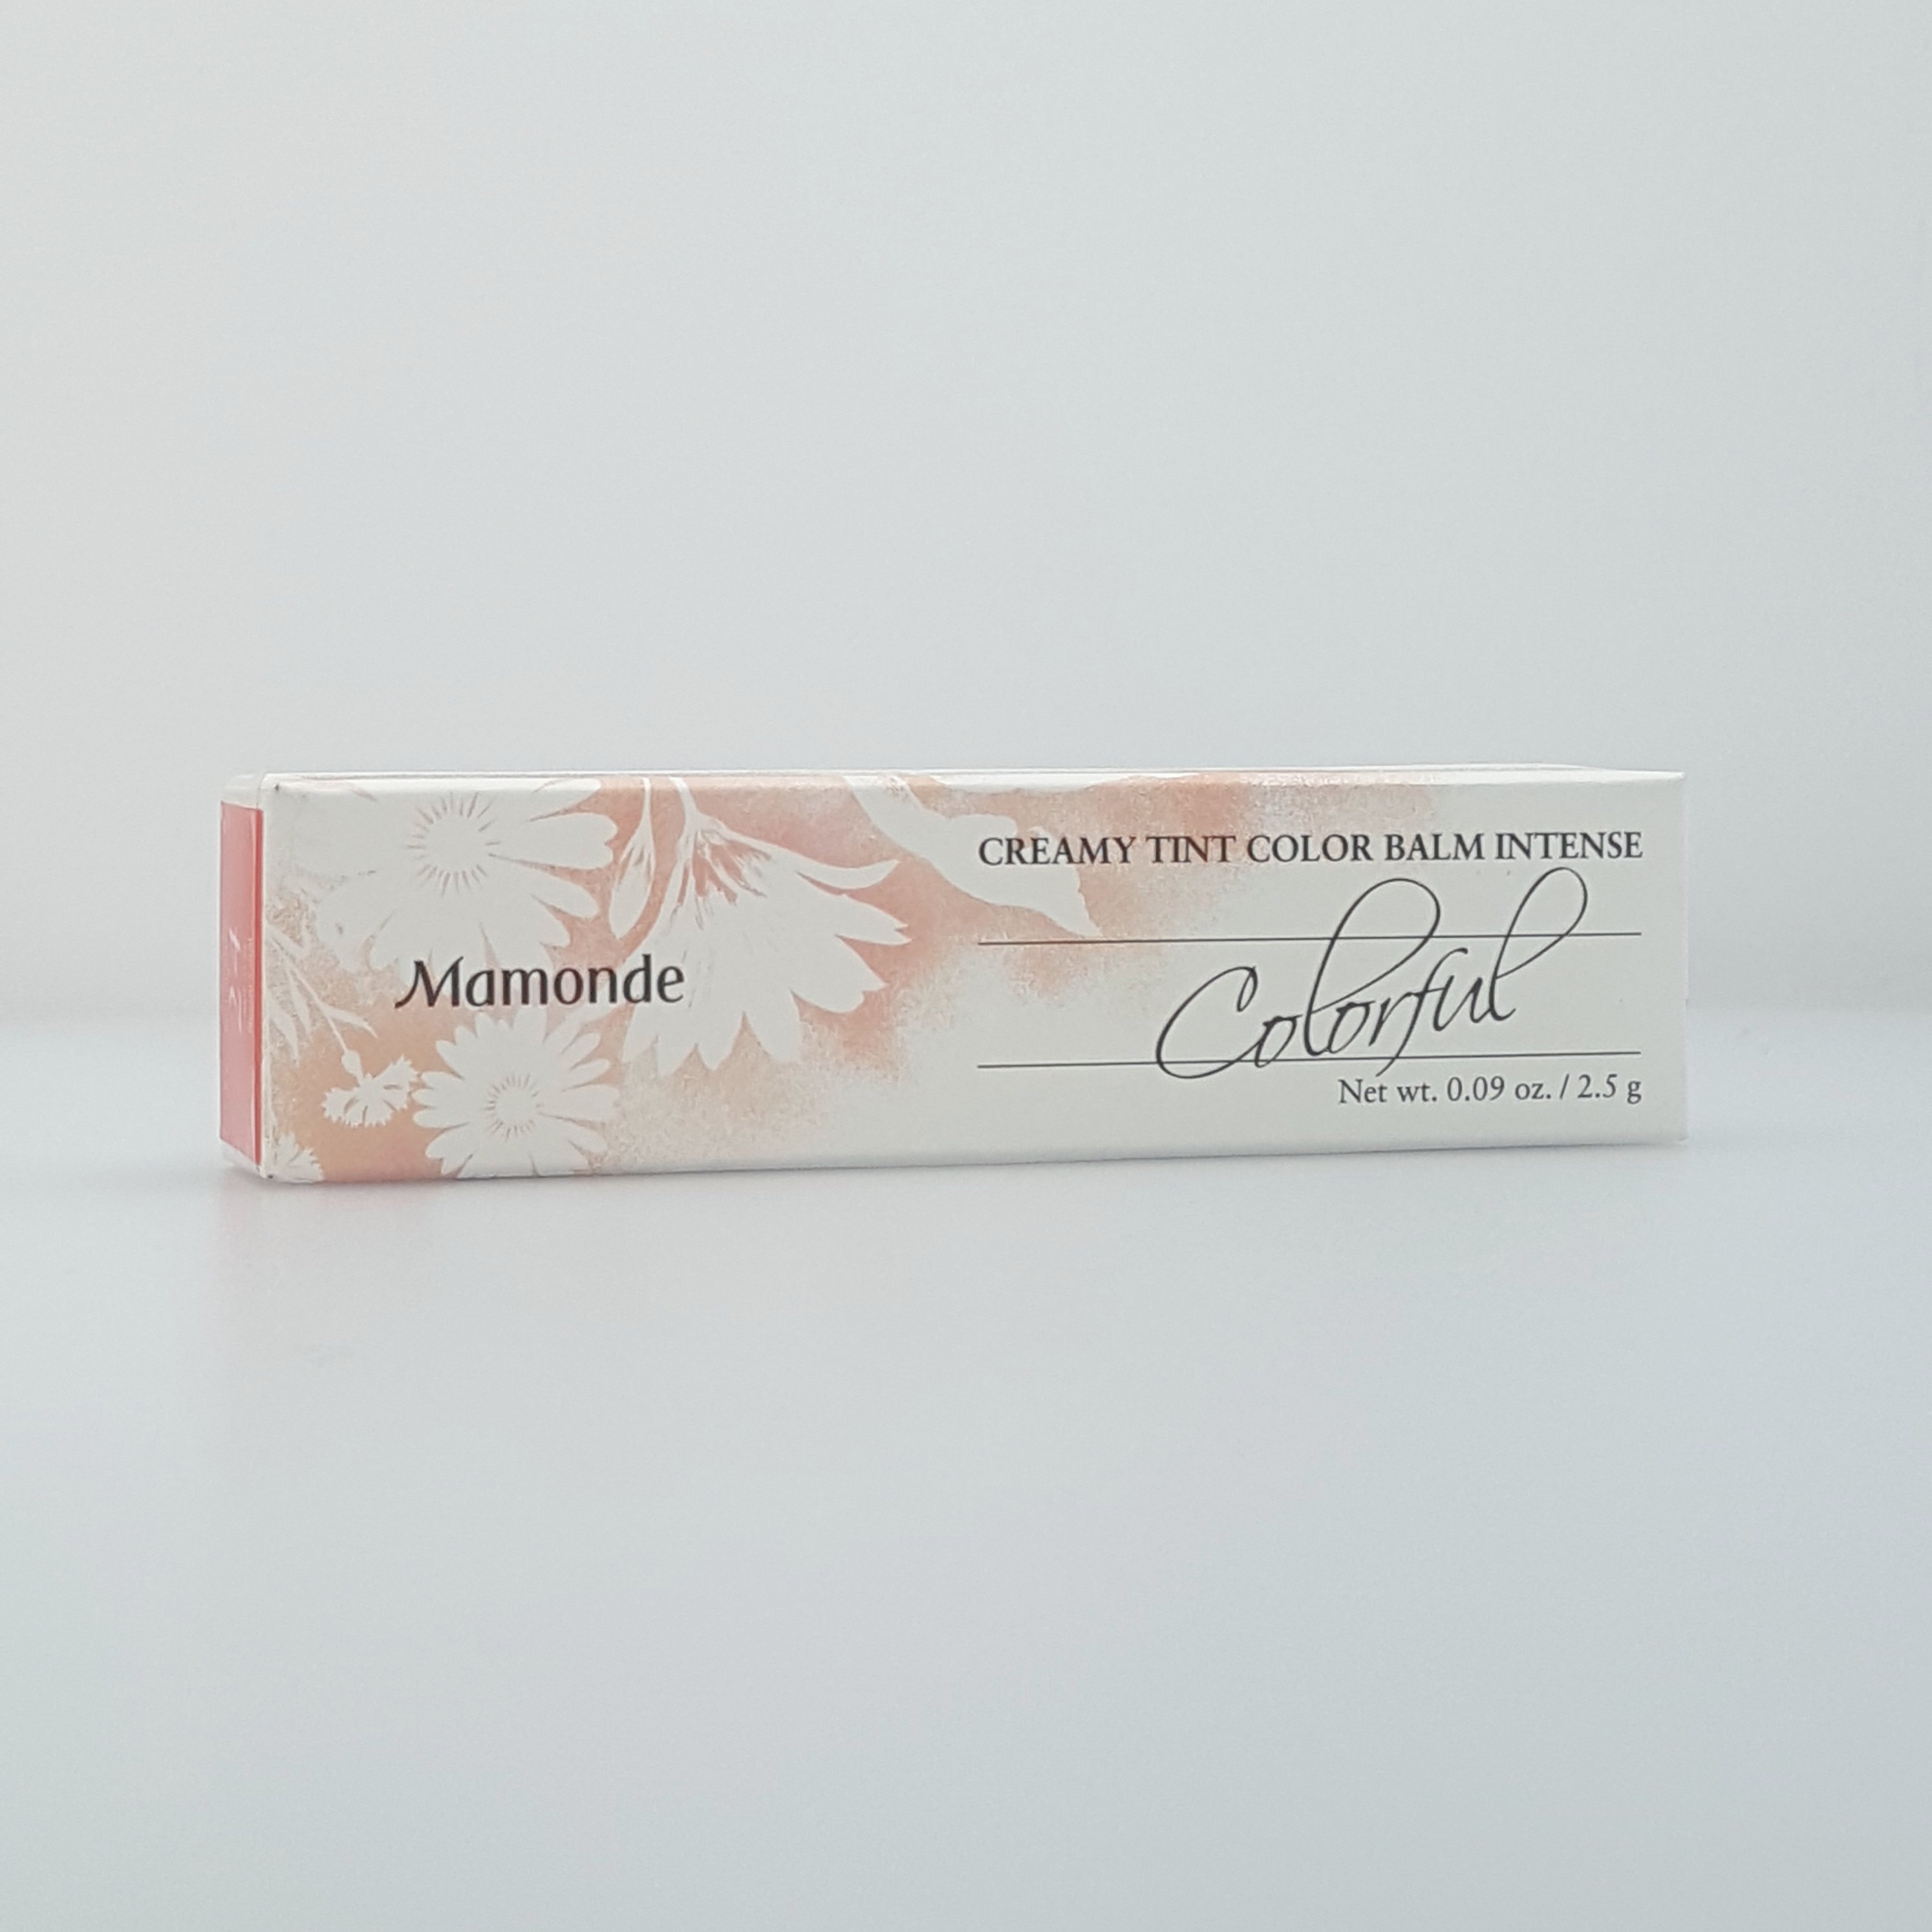 Mamonde
CREAMY TINT COLOR BALM INTENSE
Colorful
Net wt. 0.09 oz. / 2.5 g